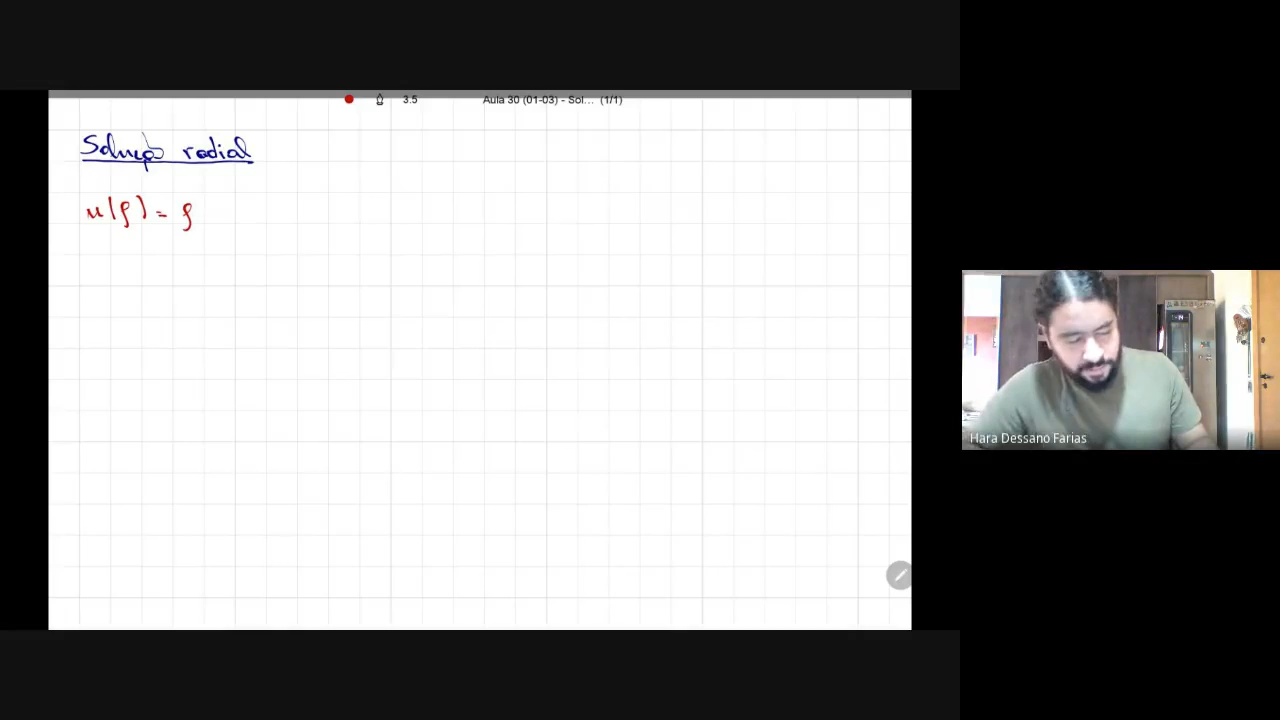 3.5 Aula 30 (01-03) - Sol... (1/1)
Solução radial
u(ρ) = ρ
Hara Dessano Farias